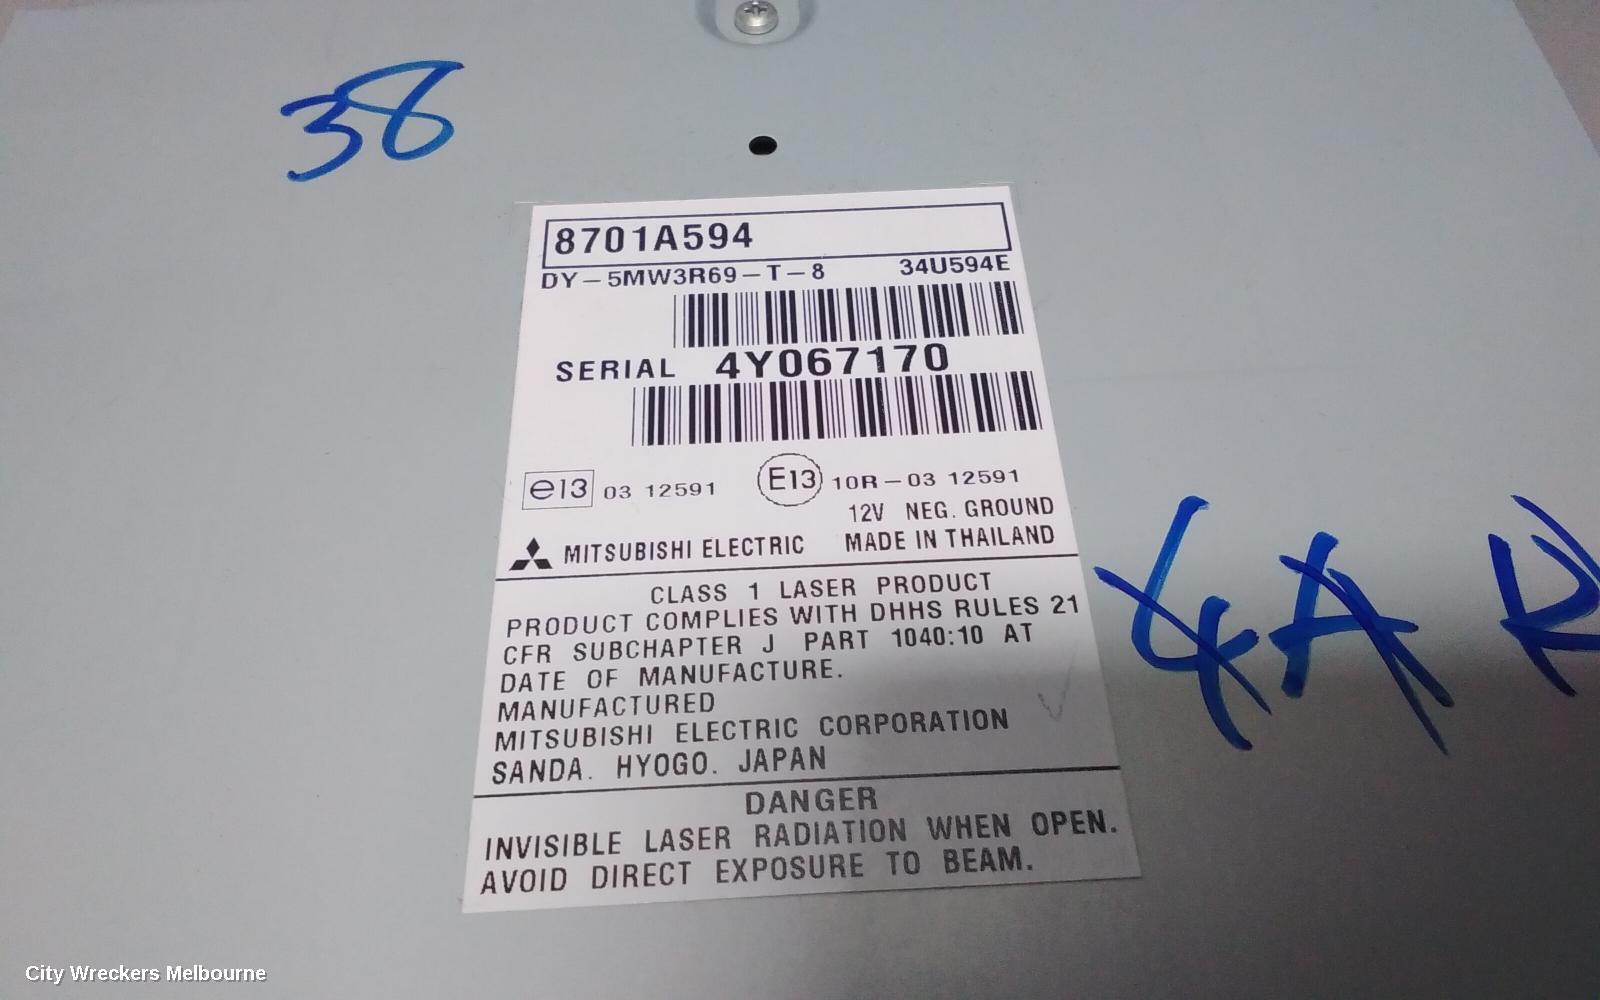 38
8701A594
DY-5MW3R69-T-8 34U594E
SERIAL 4Y067170
e13 03 12591 E13 10R-03 12591
12V NEG. GROUND
MITSUBISHI ELECTRIC MADE IN THAILAND
CLASS 1 LASER PRODUCT
PRODUCT COMPLIES WITH DHHS RULES 21
CFR SUBCHAPTER J PART 1040:10 AT
DATE OF MANUFACTURE.
MANUFACTURED
MITSUBISHI ELECTRIC CORPORATION
SANDA. HYOGO. JAPAN
DANGER
INVISIBLE LASER RADIATION WHEN OPEN.
AVOID DIRECT EXPOSURE TO BEAM.
City Wreckers Melbourne